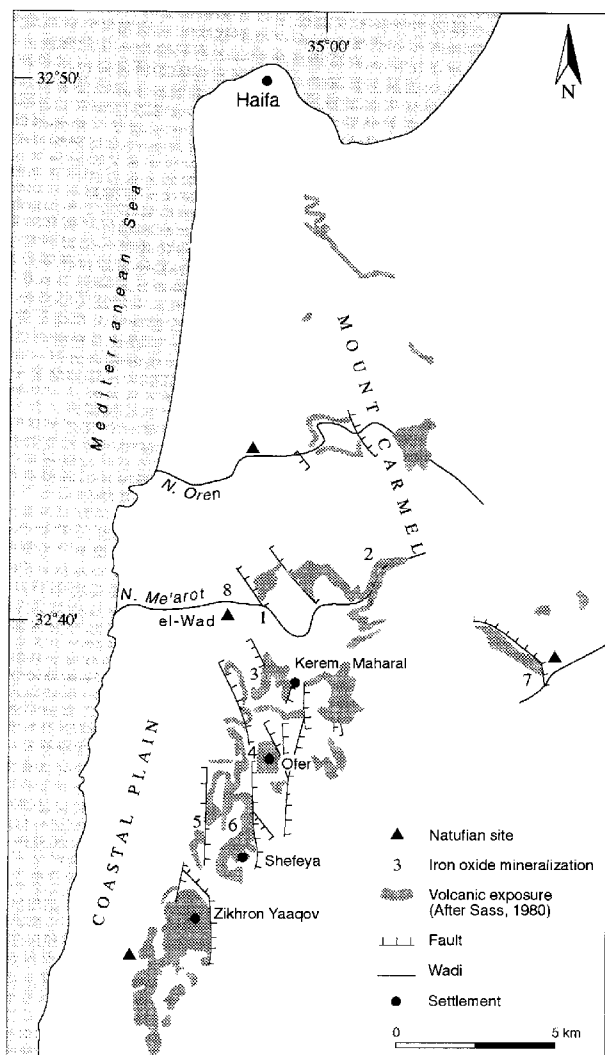 35°00'
32°50'
Haifa
N
Mediterranean Sea
MOUNT CARMEL
N. Oren
2
N. Me'arot
8
32°40'
el-Wad
1
3
Kerem Maharal
7
4
Ofer
COASTAL PLAIN
5
6
Shefeya
Zikhron Yaaqov
Natufian site
3 Iron oxide mineralization
Volcanic exposure
(After Sass, 1980)
Fault
Wadi
Settlement
0 5 km